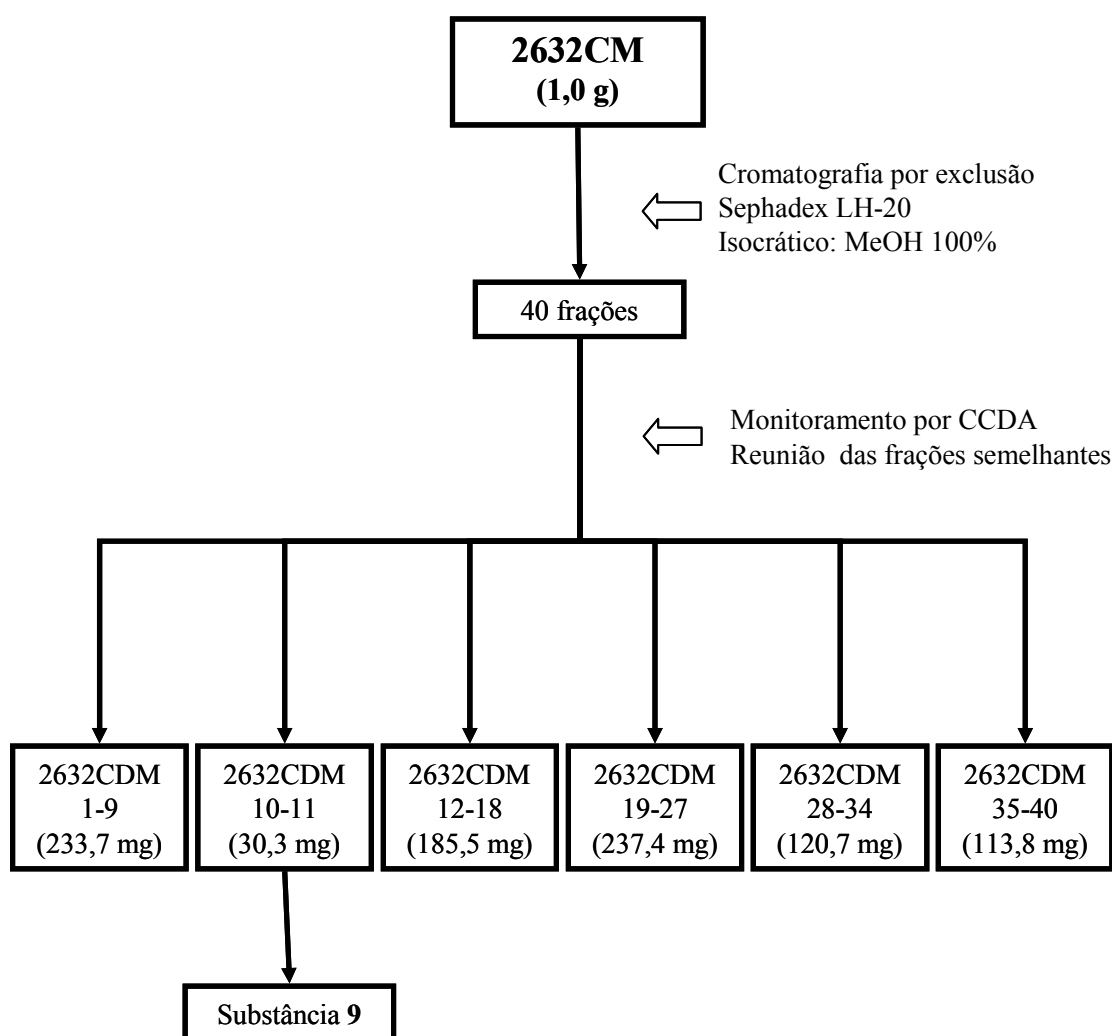 2632CM
(1,0 g)
Cromatografia por exclusão
Sephadex LH-20
Isocrático: MeOH 100%
40 frações
Monitoramento por CCDA
Reunião das frações semelhantes
2632CDM
1-9
(233,7 mg)
2632CDM
10-11
(30,3 mg)
2632CDM
12-18
(185,5 mg)
2632CDM
19-27
(237,4 mg)
2632CDM
28-34
(120,7 mg)
2632CDM
35-40
(113,8 mg)
Substância 9